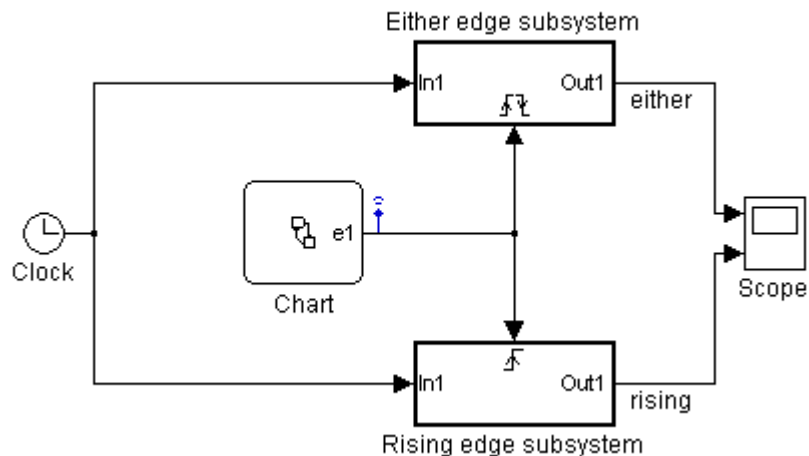 Either edge subsystem
In1
Out1
either
e1
Clock
Chart
Scope
In1
Out1
rising
Rising edge subsystem